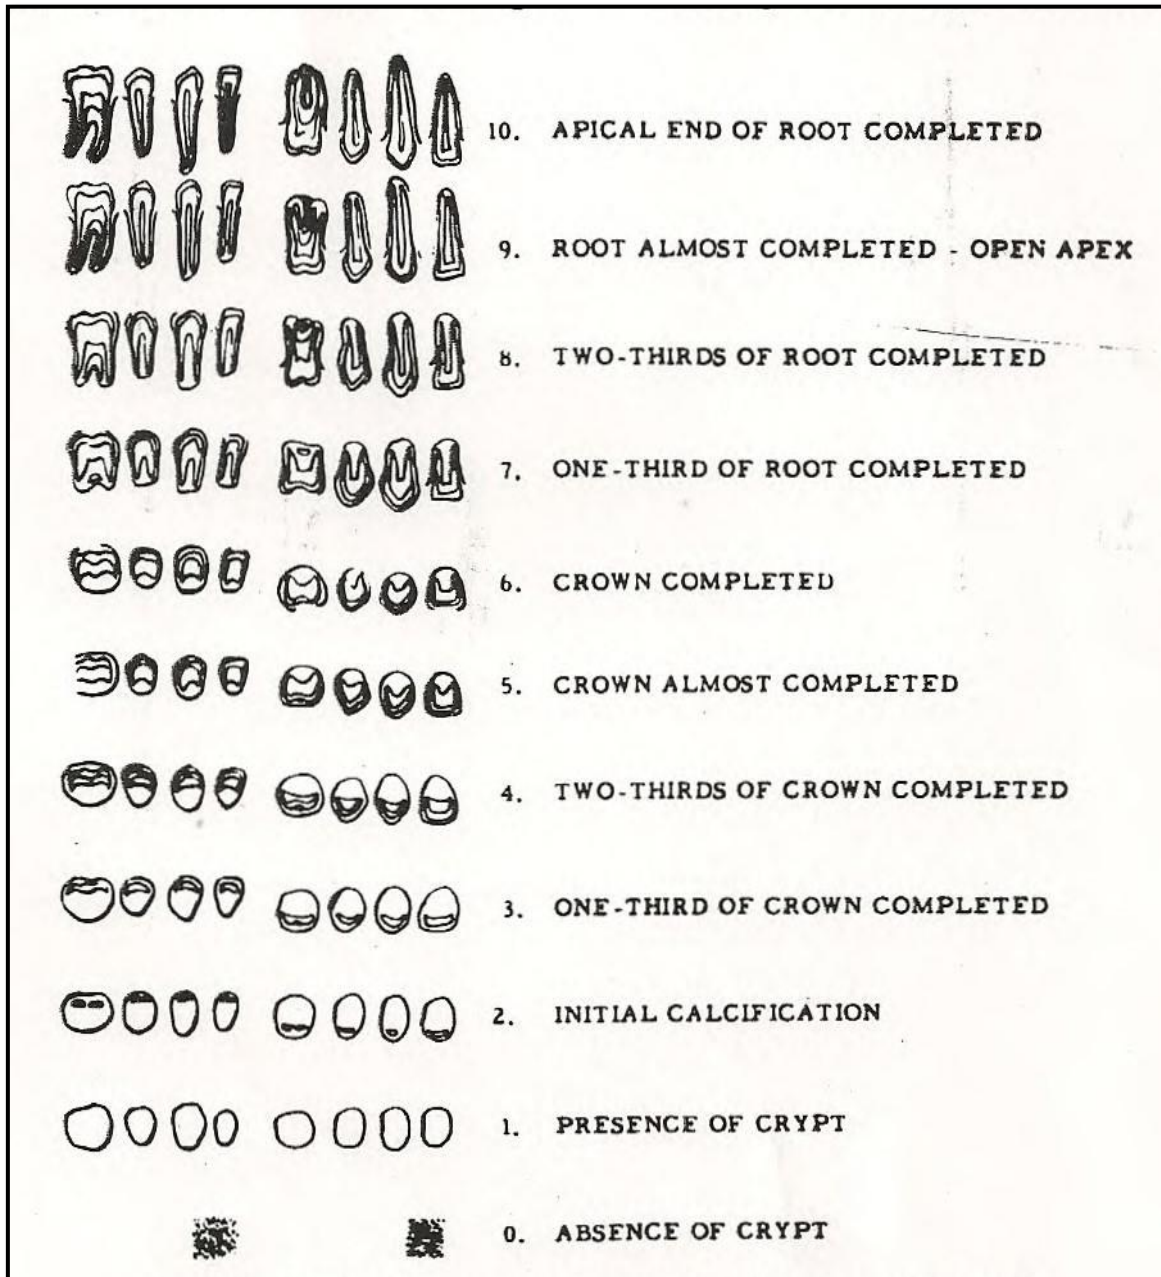 10. APICAL END OF ROOT COMPLETED
9. ROOT ALMOST COMPLETED - OPEN APEX
8. TWO-THIRDS OF ROOT COMPLETED
7. ONE-THIRD OF ROOT COMPLETED
6. CROWN COMPLETED
5. CROWN ALMOST COMPLETED
4. TWO-THIRDS OF CROWN COMPLETED
3. ONE-THIRD OF CROWN COMPLETED
2. INITIAL CALCIFICATION
1. PRESENCE OF CRYPT
0. ABSENCE OF CRYPT